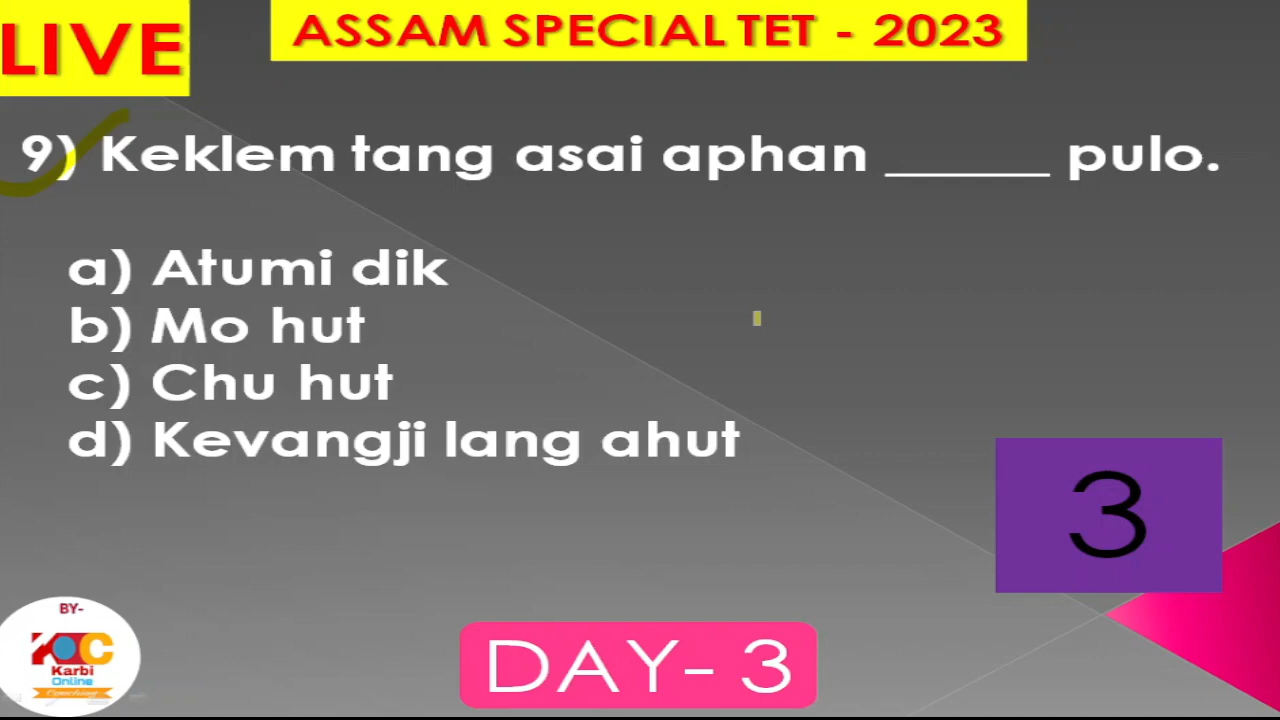 LIVE
ASSAM SPECIAL TET - 2023
9) Keklem tang asai aphan ______ pulo.
a) Atumi dik
b) Mo hut
c) Chu hut
d) Kevangji lang ahut
3
BY-
KOC
Karbi
Online
DAY- 3